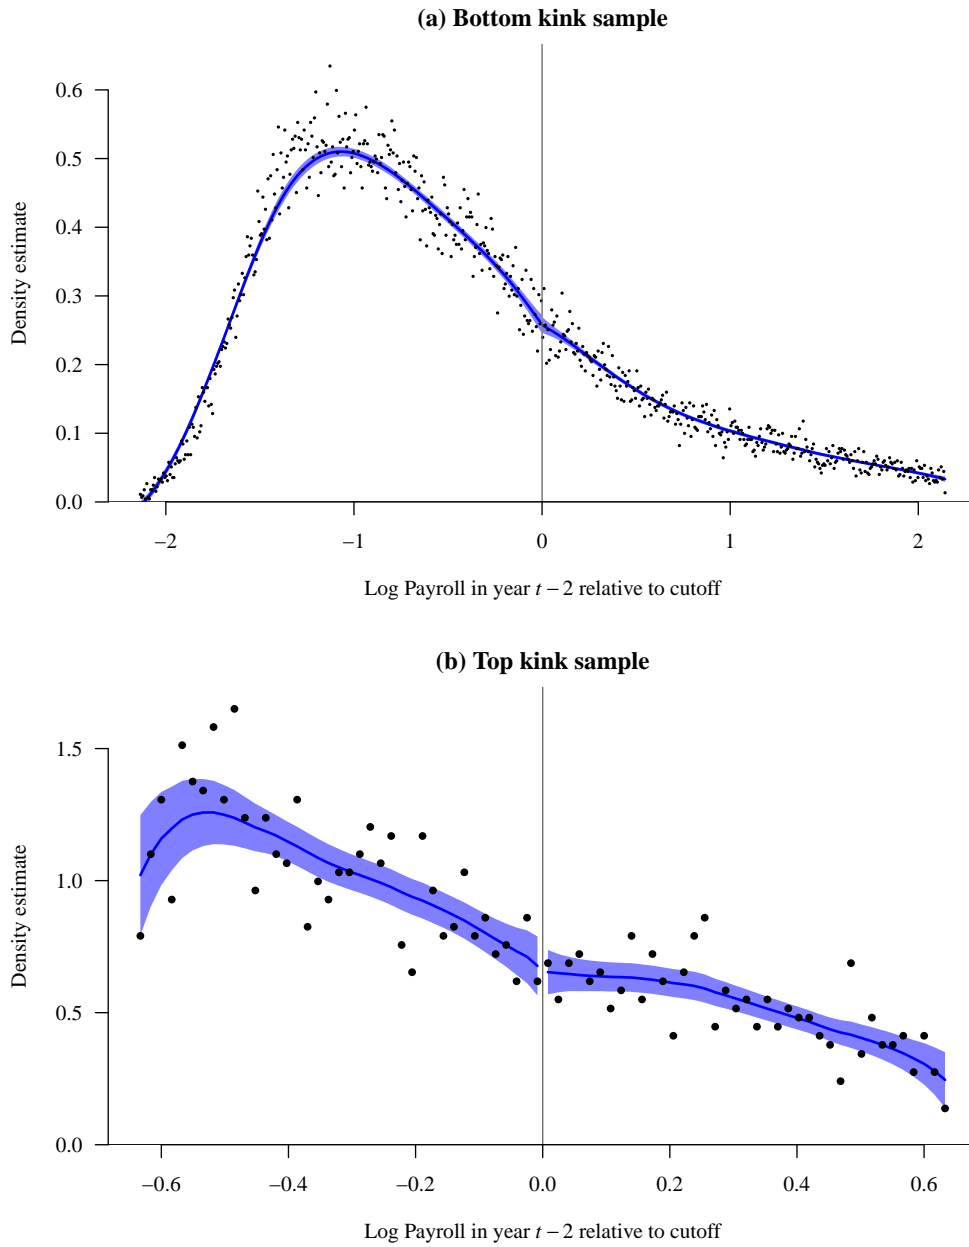 (a) Bottom kink sample
0.6
0.5
0.4
0.3
0.2
0.1
0.0
Density estimate
−2 −1 0 1 2
Log Payroll in year t − 2 relative to cutoff
(b) Top kink sample
1.5
1.0
0.5
0.0
Density estimate
−0.6 −0.4 −0.2 0.0 0.2 0.4 0.6
Log Payroll in year t − 2 relative to cutoff